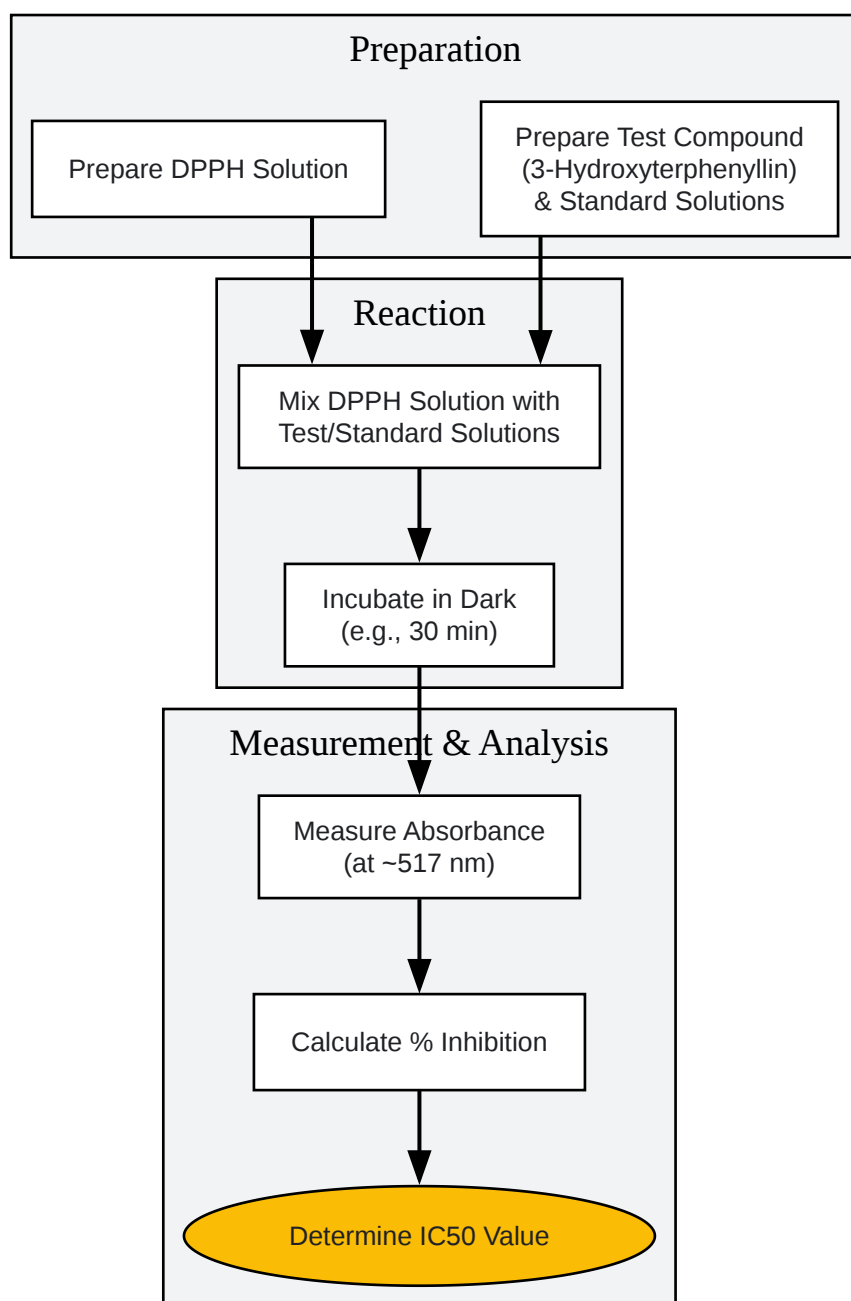 Preparation
Prepare DPPH Solution
Prepare Test Compound
(3-Hydroxyterphenyllin)
& Standard Solutions
Reaction
Mix DPPH Solution with
Test/Standard Solutions
Incubate in Dark
(e.g., 30 min)
Measurement & Analysis
Measure Absorbance
(at ~517 nm)
Calculate % Inhibition
Determine IC50 Value